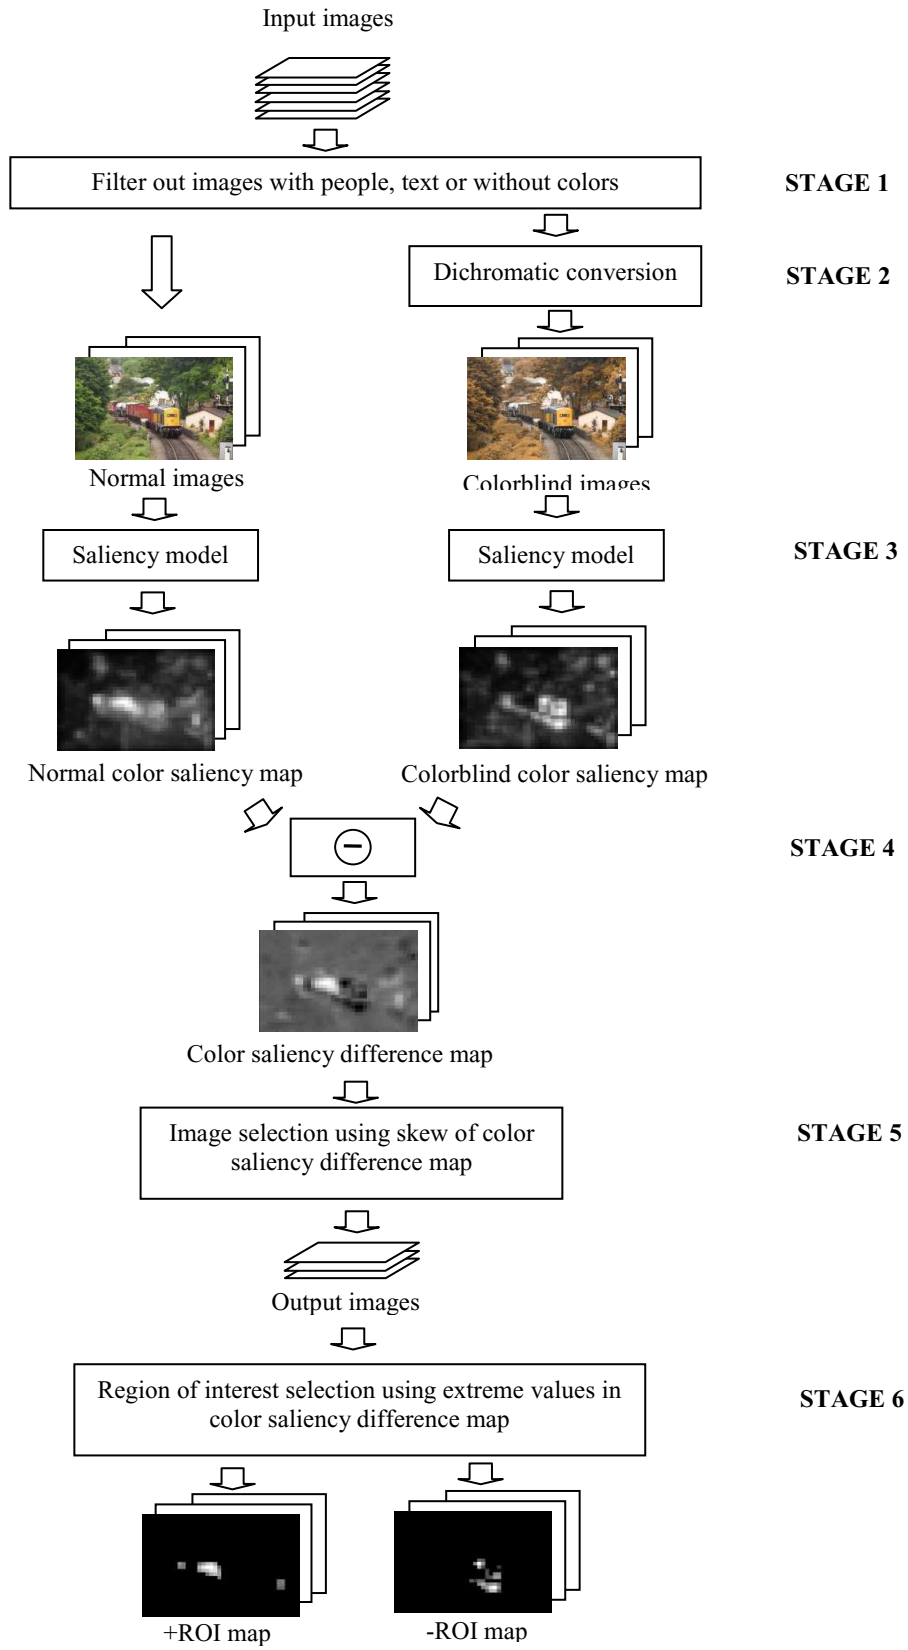 Input images
Filter out images with people, text or without colors
STAGE 1
Dichromatic conversion
STAGE 2
Normal images
Colorblind images
Saliency model
Saliency model
STAGE 3
Normal color saliency map
Colorblind color saliency map
STAGE 4
Color saliency difference map
Image selection using skew of color
saliency difference map
STAGE 5
Output images
Region of interest selection using extreme values in
color saliency difference map
STAGE 6
+ROI map
-ROI map